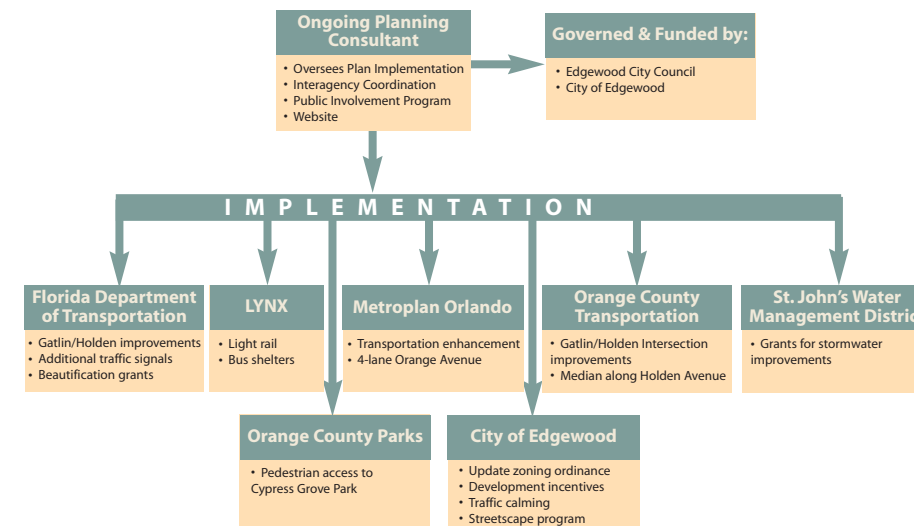 Ongoing Planning
Consultant
• Oversees Plan Implementation
• Interagency Coordination
• Public Involvement Program
• Website
Governed & Funded by:
• Edgewood City Council
• City of Edgewood
IMPLEMENTATION
Florida Department
of Transportation
• Gatlin/Holden improvements
• Additional traffic signals
• Beautification grants
LYNX
• Light rail
• Bus shelters
Metroplan Orlando
• Transportation enhancement
• 4-lane Orange Avenue
Orange County
Transportation
• Gatlin/Holden Intersection
improvements
• Median along Holden Avenue
St. John's Water
Management Distric
• Grants for stormwater
improvements
Orange County Parks
• Pedestrian access to
Cypress Grove Park
City of Edgewood
• Update zoning ordinance
• Development incentives
• Traffic calming
• Streetscape program